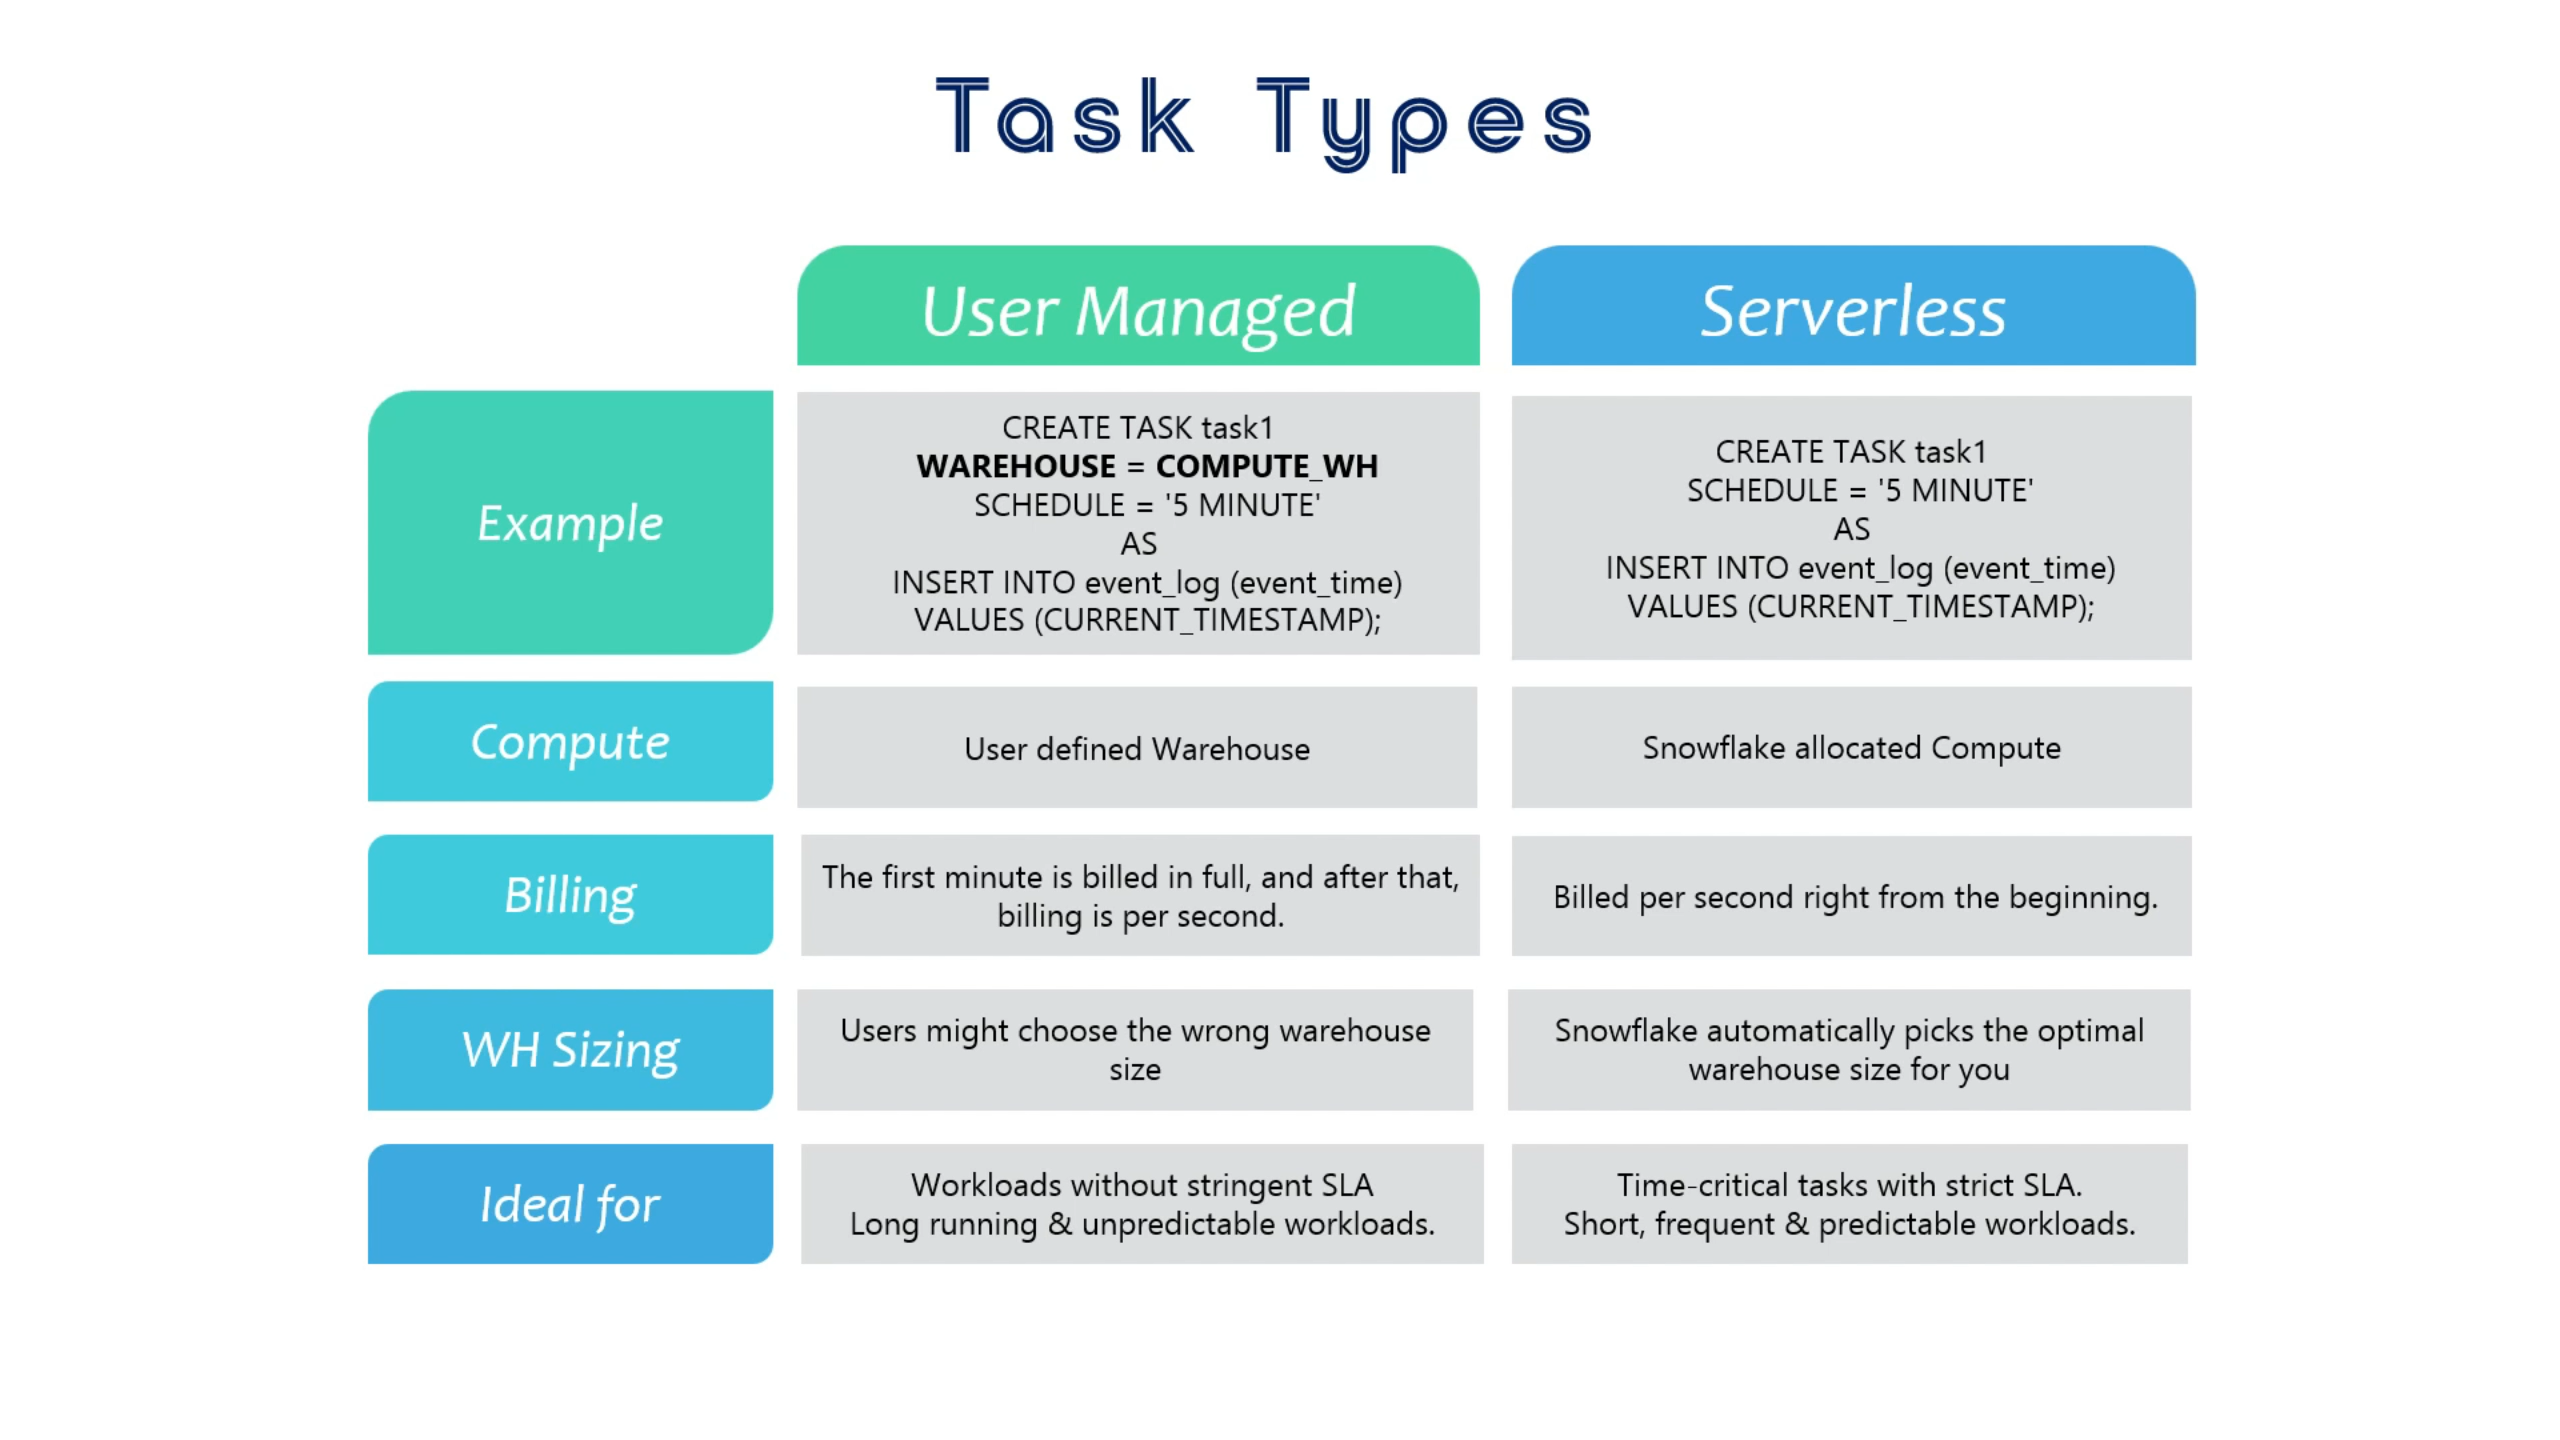 Task Types
User Managed
Serverless
Example
CREATE TASK task1
WAREHOUSE = COMPUTE_WH
SCHEDULE = '5 MINUTE'
AS
INSERT INTO event_log (event_time)
VALUES (CURRENT_TIMESTAMP);
CREATE TASK task1
SCHEDULE = '5 MINUTE'
AS
INSERT INTO event_log (event_time)
VALUES (CURRENT_TIMESTAMP);
Compute
User defined Warehouse
Snowflake allocated Compute
Billing
The first minute is billed in full, and after that,
billing is per second.
Billed per second right from the beginning.
WH Sizing
Users might choose the wrong warehouse
size
Snowflake automatically picks the optimal
warehouse size for you
Ideal for
Workloads without stringent SLA
Long running & unpredictable workloads.
Time-critical tasks with strict SLA.
Short, frequent & predictable workloads.